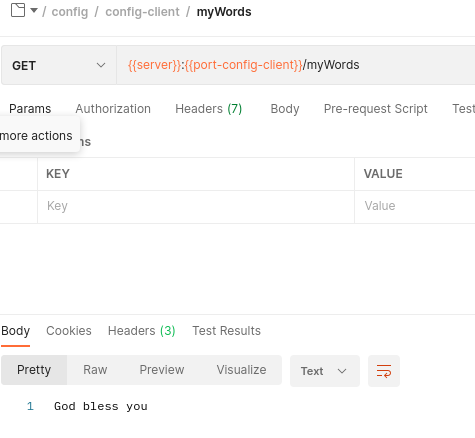 / config / config-client / myWords
GET {{server}}:{{port-config-client}}/myWords
Params Authorization Headers (7) Body Pre-request Script Test
more actions
KEY VALUE
Key Value
Body Cookies Headers (3) Test Results
Pretty Raw Preview Visualize Text
1 God bless you